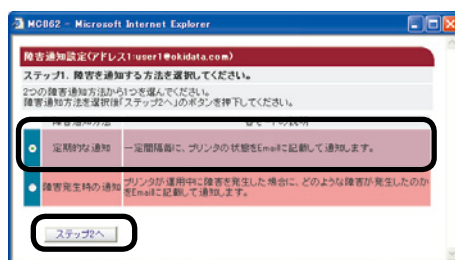 MC862 - Microsoft Internet Explorer
障害通知設定(アドレス1:user1@okidata.com)
ステップ1. 障害を通知する方法を選択してください。
2つの障害通知方法から1つを選んでください。
障害通知方法を選択後「ステップ2へ」のボタンを押下してください。
定期的な通知 一定間隔毎に、プリンタの状態をEmailに記載して通知します。
障害発生時の通知 プリンタが運用中に障害を発生した場合に、どのような障害が発生したのか
をEmailに記載して通知します。
ステップ2へ